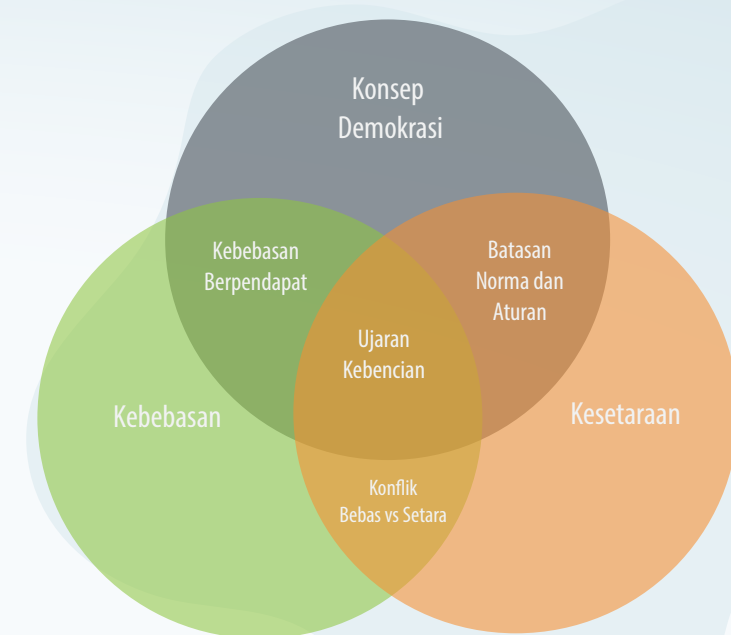 Konsep
Demokrasi
Kebebasan
Berpendapat
Batasan
Norma dan
Aturan
Ujaran
Kebencian
Kebebasan
Kesetaraan
Konflik
Bebas vs Setara